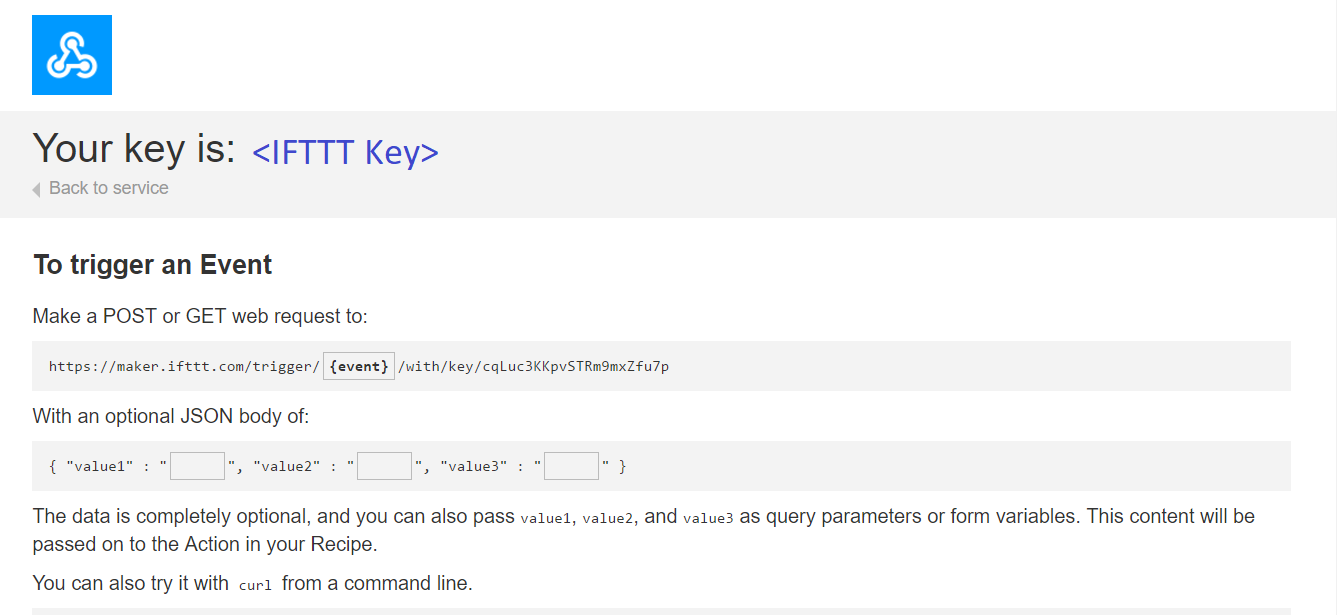 Your key is: <IFTTT Key>
Back to service
To trigger an Event
Make a POST or GET web request to:
https://maker.ifttt.com/trigger/ {event} /with/key/cqLuc3KKpvSTRm9mxZfu7p
With an optional JSON body of:
{ "value1" : " ", "value2" : " ", "value3" : " " }
The data is completely optional, and you can also pass value1, value2, and value3 as query parameters or form variables. This content will be
passed on to the Action in your Recipe.
You can also try it with curl from a command line.